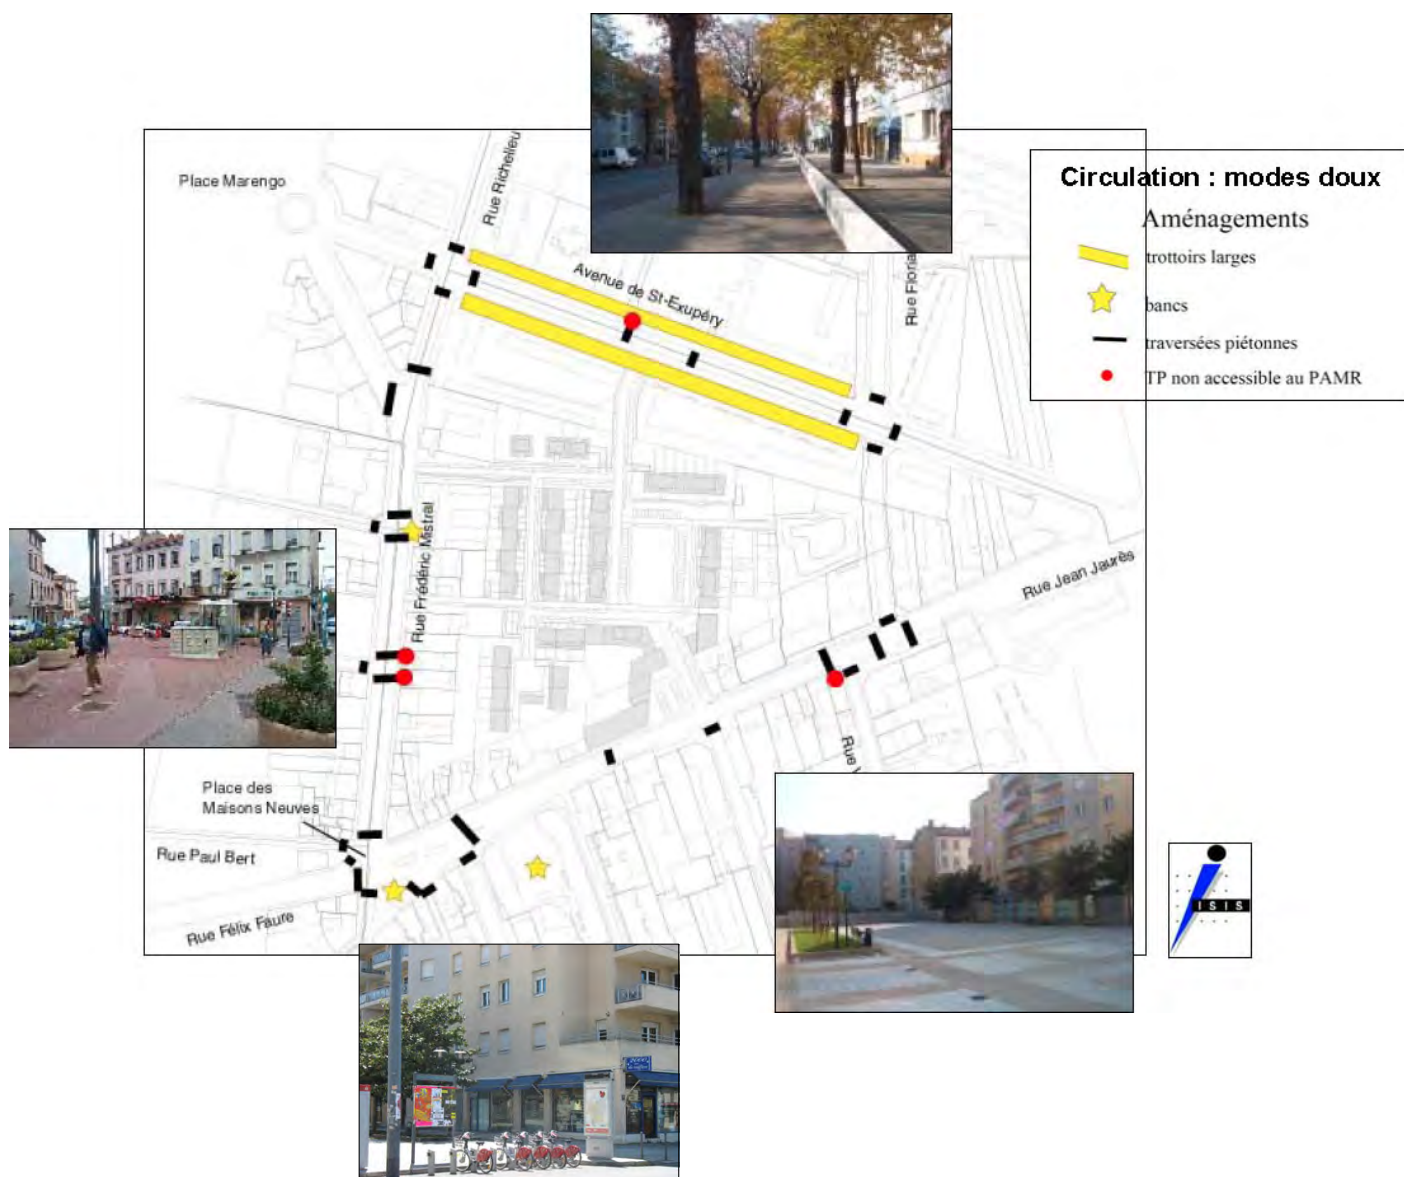 Circulation : modes doux
Aménagements
trottoirs larges
bancs
traversées piétonnes
TP non accessible au PAMR
Place Marengo
Rue Richelieu
Avenue de St-Exupéry
Rue Floria
Rue Frédéric Mistral
Rue Jean Jaurès
Rue
Place des
Maisons Neuves
Rue Paul Bert
Rue Félix Faure
ISIS